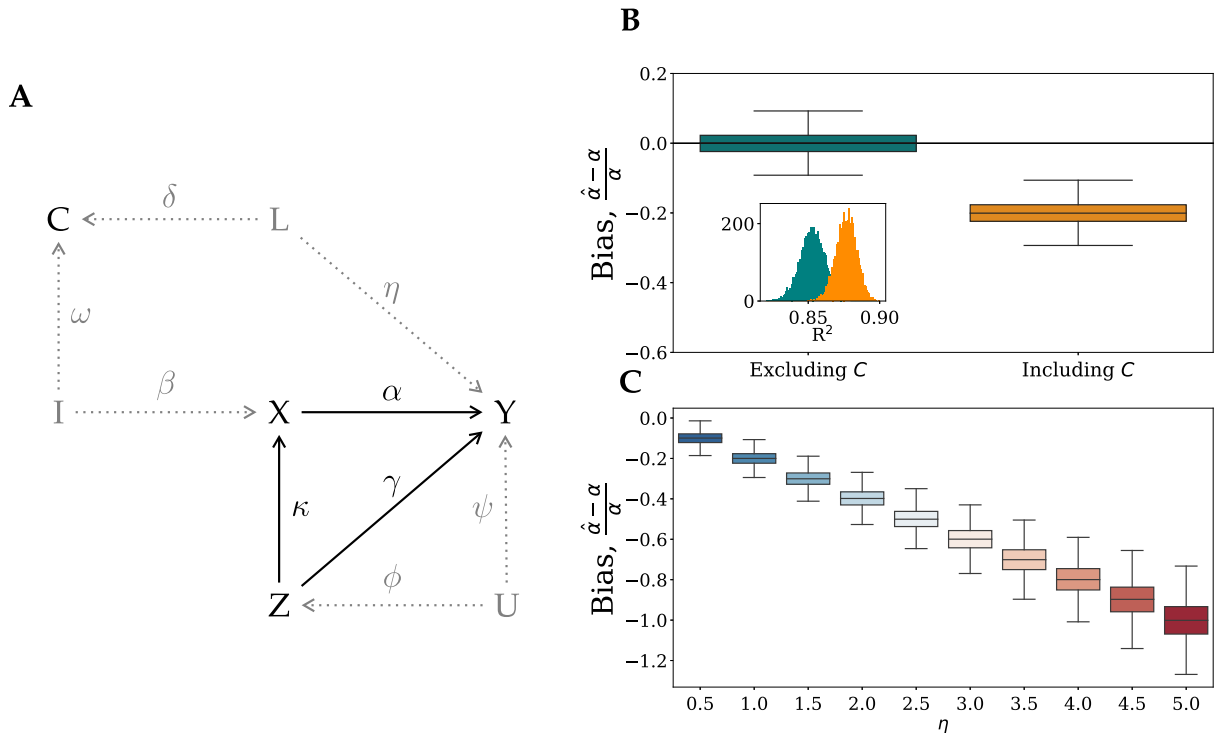 A
C
δ
L
ω
η
I
β
X
α
Y
κ
γ
ψ
Z
ϕ
U
B
Bias, (α̂ − α)/α
0.2
0.0
−0.2
−0.4
−0.6
200
0
0.85
0.90
R²
Excluding C
Including C
C
Bias, (α̂ − α)/α
0.0
−0.2
−0.4
−0.6
−0.8
−1.0
−1.2
0.5 1.0 1.5 2.0 2.5 3.0 3.5 4.0 4.5 5.0
η